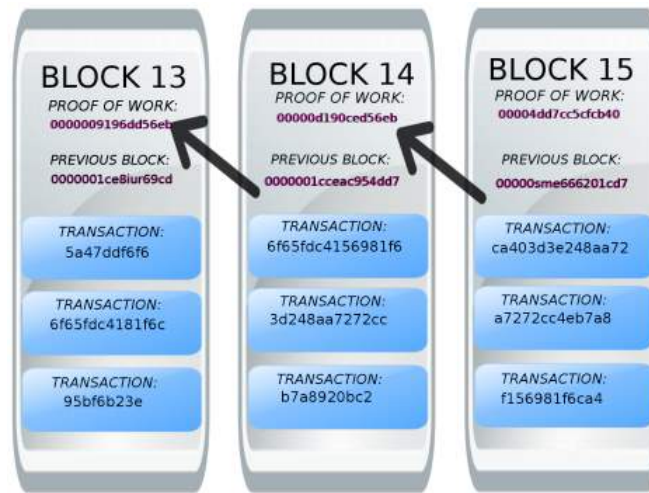 BLOCK 13
PROOF OF WORK:
0000009196dd56eb
PREVIOUS BLOCK:
0000001ce8iur69cd
TRANSACTION:
5a47ddf6f6
TRANSACTION:
6f65fdc4181f6c
TRANSACTION:
95bf6b23e
BLOCK 14
PROOF OF WORK:
00000d190ced56eb
PREVIOUS BLOCK:
0000001cceac954dd7
TRANSACTION:
6f65fdc4156981f6
TRANSACTION:
3d248aa7272cc
TRANSACTION:
b7a8920bc2
BLOCK 15
PROOF OF WORK:
00004dd7cc5cfcb40
PREVIOUS BLOCK:
00000sme666201cd7
TRANSACTION:
ca403d3e248aa72
TRANSACTION:
a7272cc4eb7a8
TRANSACTION:
f156981f6ca4